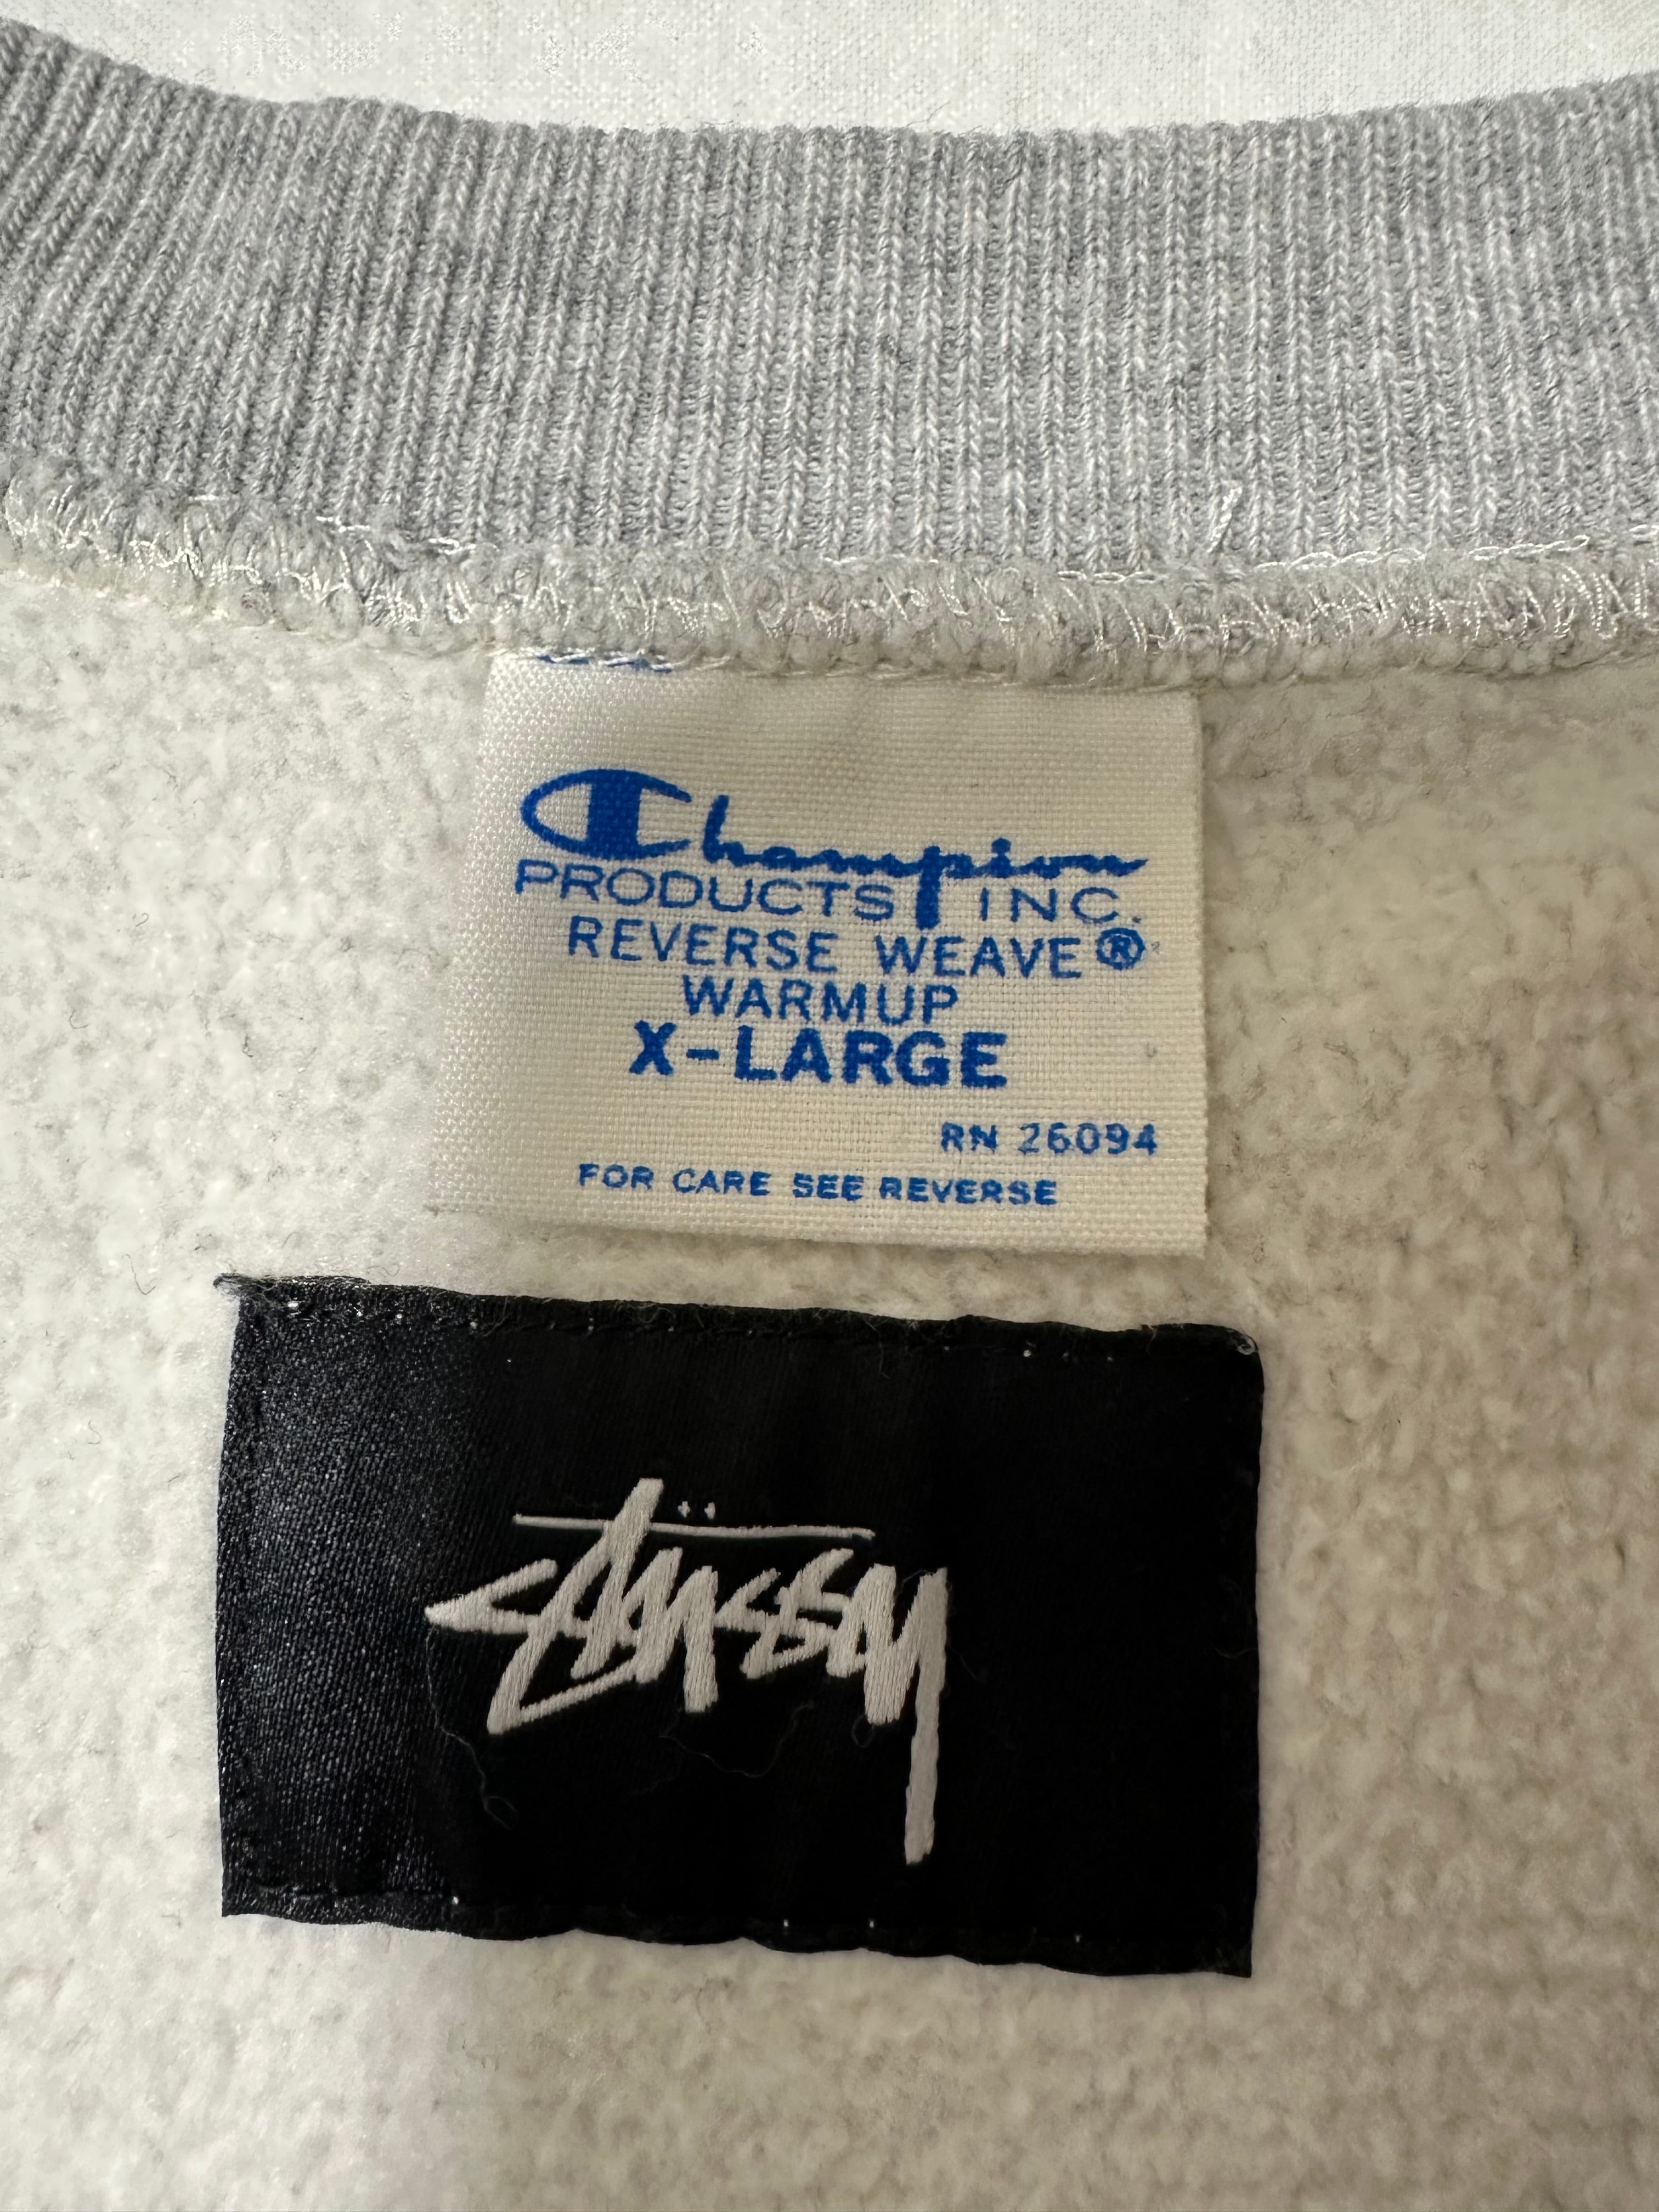 Champion
PRODUCTS INC.
REVERSE WEAVE®
WARMUP
X-LARGE
RN 26094
FOR CARE SEE REVERSE
Stüssy